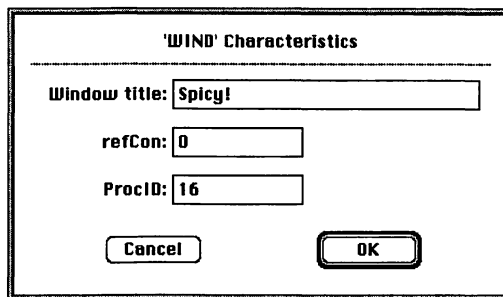 'WIND' Characteristics
Window title: Spicy!
refCon: 0
ProcID: 16
Cancel OK